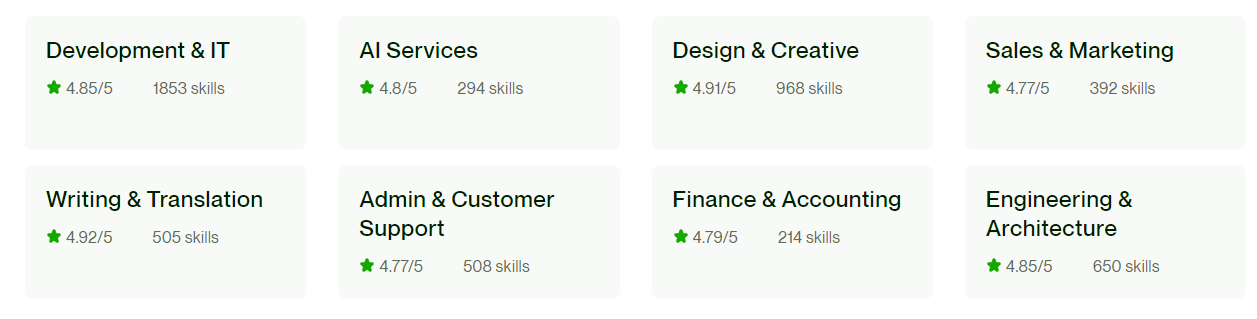 Development & IT
4.85/5 1853 skills
AI Services
4.8/5 294 skills
Design & Creative
4.91/5 968 skills
Sales & Marketing
4.77/5 392 skills
Writing & Translation
4.92/5 505 skills
Admin & Customer
Support
4.77/5 508 skills
Finance & Accounting
4.79/5 214 skills
Engineering &
Architecture
4.85/5 650 skills